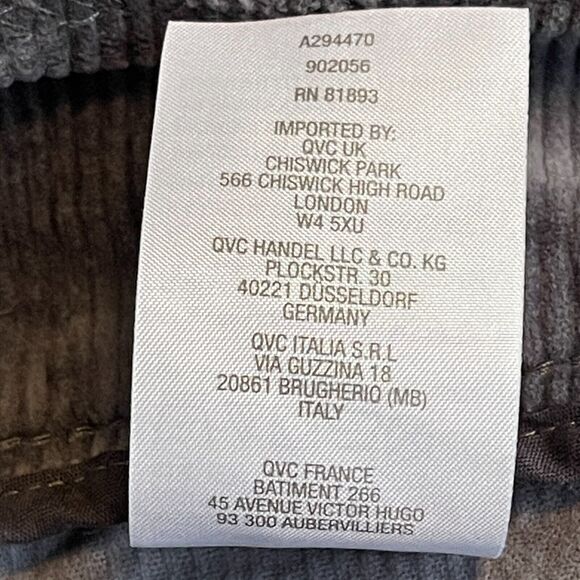 A294470
902056
RN 81893
IMPORTED BY:
QVC UK
CHISWICK PARK
566 CHISWICK HIGH ROAD
LONDON
W4 5XU
QVC HANDEL LLC & CO. KG
PLOCKSTR. 30
40221 DÜSSELDORF
GERMANY
QVC ITALIA S.R.L
VIA GUZZINA 18
20861 BRUGHERIO (MB)
ITALY
QVC FRANCE
BATIMENT 266
45 AVENUE VICTOR HUGO
93 300 AUBERVILLIERS